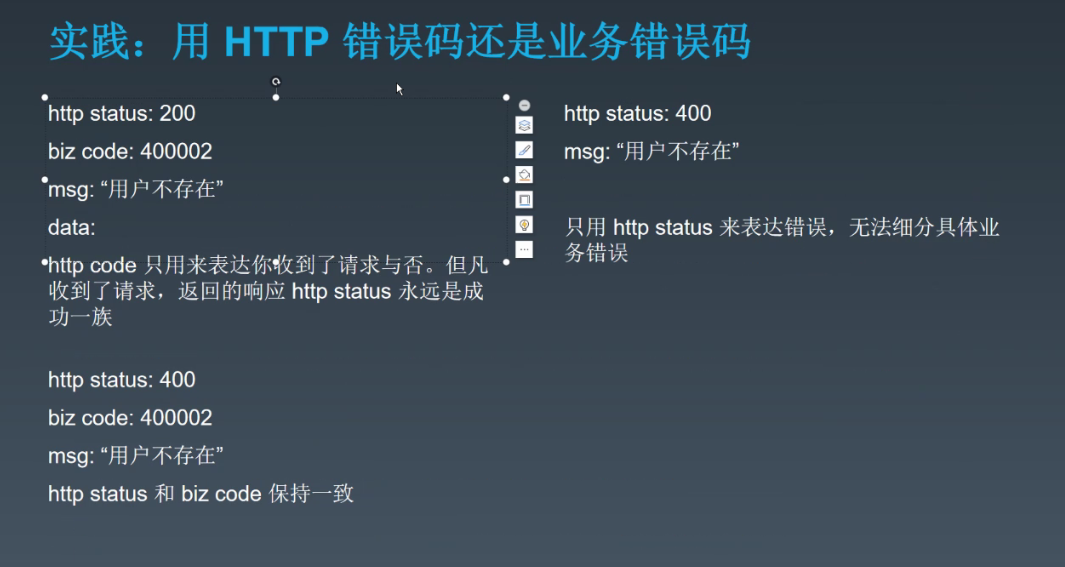 实践：用 HTTP 错误码还是业务错误码
http status: 200
biz code: 400002
msg: “用户不存在”
data:
http code 只用来表达你收到了请求与否。但凡
收到了请求，返回的响应 http status 永远是成
功一族
http status: 400
biz code: 400002
msg: “用户不存在”
http status 和 biz code 保持一致
http status: 400
msg: “用户不存在”
只用 http status 来表达错误，无法细分具体业
务错误